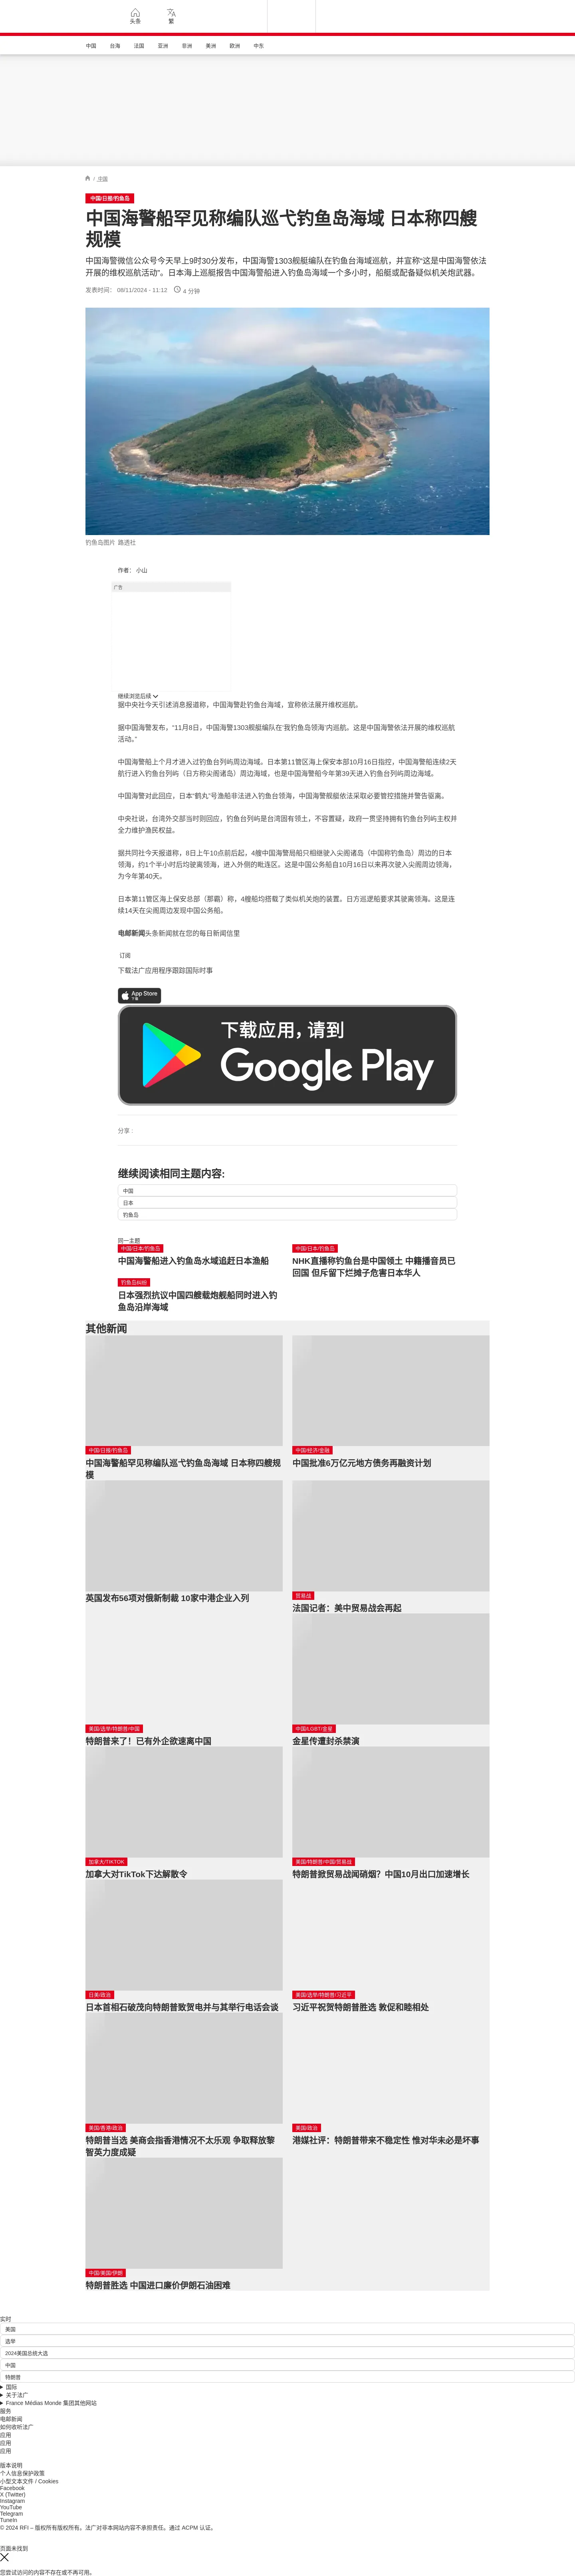 头条
繁
中国
台海
法国
亚洲
非洲
美洲
欧洲
中东
/ 中国
中国/日报/钓鱼岛
中国海警船罕见称编队巡弋钓鱼岛海域 日本称四艘
规模
中国海警微信公众号今天早上9时30分发布，中国海警1303舰艇编队在钓鱼台海域巡航，并宣称“这是中国海警依法
开展的维权巡航活动”。日本海上巡艇报告中国海警船进入钓鱼岛海域一个多小时，船艇或配备疑似机关炮武器。
发表时间： 08/11/2024 - 11:12
4 分钟
钓鱼岛图片 路透社
作者： 小山
广告
继续浏览后续
据中央社今天引述消息报道称，中国海警赴钓鱼台海域，宣称依法展开维权巡航。
据中国海警发布，“11月8日，中国海警1303舰艇编队在‘我钓鱼岛领海’内巡航。这是中国海警依法开展的维权巡航
活动。”
中国海警船上个月才进入过钓鱼台列屿周边海域。日本第11管区海上保安本部10月16日指控，中国海警船连续2天
航行进入钓鱼台列屿（日方称尖阁诸岛）周边海域，也是中国海警船今年第39天进入钓鱼台列屿周边海域。
中国海警对此回应，日本“鹤丸”号渔船非法进入钓鱼台领海，中国海警舰艇依法采取必要管控措施并警告驱离。
中央社说，台湾外交部当时则回应，钓鱼台列屿是台湾固有领土，不容置疑，政府一贯坚持拥有钓鱼台列屿主权并
全力维护渔民权益。
据共同社今天报道称，8日上午10点前后起，4艘中国海警局船只相继驶入尖阁诸岛（中国称钓鱼岛）周边的日本
领海，约1个半小时后均驶离领海，进入外侧的毗连区。这是中国公务船自10月16日以来再次驶入尖阁周边领海，
为今年第40天。
日本第11管区海上保安总部（那霸）称，4艘船均搭载了类似机关炮的装置。日方巡逻船要求其驶离领海。这是连
续14天在尖阁周边发现中国公务船。
电邮新闻头条新闻就在您的每日新闻信里
订阅
下载法广应用程序跟踪国际时事
App Store
下载
下载应用，请到
Google Play
分享 :
继续阅读相同主题内容:
中国
日本
钓鱼岛
同一主题
中国/日本/钓鱼岛
中国海警船进入钓鱼岛水域追赶日本渔船
中国/日本/钓鱼岛
NHK直播称钓鱼台是中国领土 中籍播音员已
回国 但斥留下烂摊子危害日本华人
钓鱼岛纠纷
日本强烈抗议中国四艘载炮舰船同时进入钓
鱼岛沿岸海域
其他新闻
中国/日报/钓鱼岛
中国海警船罕见称编队巡弋钓鱼岛海域 日本称四艘规
模
中国/经济/金融
中国批准6万亿元地方债务再融资计划
英国发布56项对俄新制裁 10家中港企业入列
贸易战
法国记者：美中贸易战会再起
美国/选举/特朗普/中国
特朗普来了！已有外企欲速离中国
中国/LGBT/金星
金星传遭封杀禁演
加拿大/TIKTOK
加拿大对TikTok下达解散令
美国/特朗普/中国/贸易战
特朗普掀贸易战闻硝烟？中国10月出口加速增长
日美/政治
日本首相石破茂向特朗普致贺电并与其举行电话会谈
美国/选举/特朗普/习近平
习近平祝贺特朗普胜选 敦促和睦相处
美国/香港/政治
特朗普当选 美商会指香港情况不太乐观 争取释放黎
智英力度成疑
美国/政治
港媒社评：特朗普带来不稳定性 惟对华未必是坏事
中国/美国/伊朗
特朗普胜选 中国进口廉价伊朗石油困难
实时
美国
选举
2024美国总统大选
中国
特朗普
国际
关于法广
France Médias Monde 集团其他网站
服务
电邮新闻
如何收听法广
应用
应用
应用
版本说明
个人信息保护政策
小型文本文件 / Cookies
Facebook
X (Twitter)
Instagram
YouTube
Telegram
TuneIn
© 2024 RFI – 版权所有版权所有。法广对非本网站内容不承担责任。通过 ACPM 认证。
页面未找到
您尝试访问的内容不存在或不再可用。